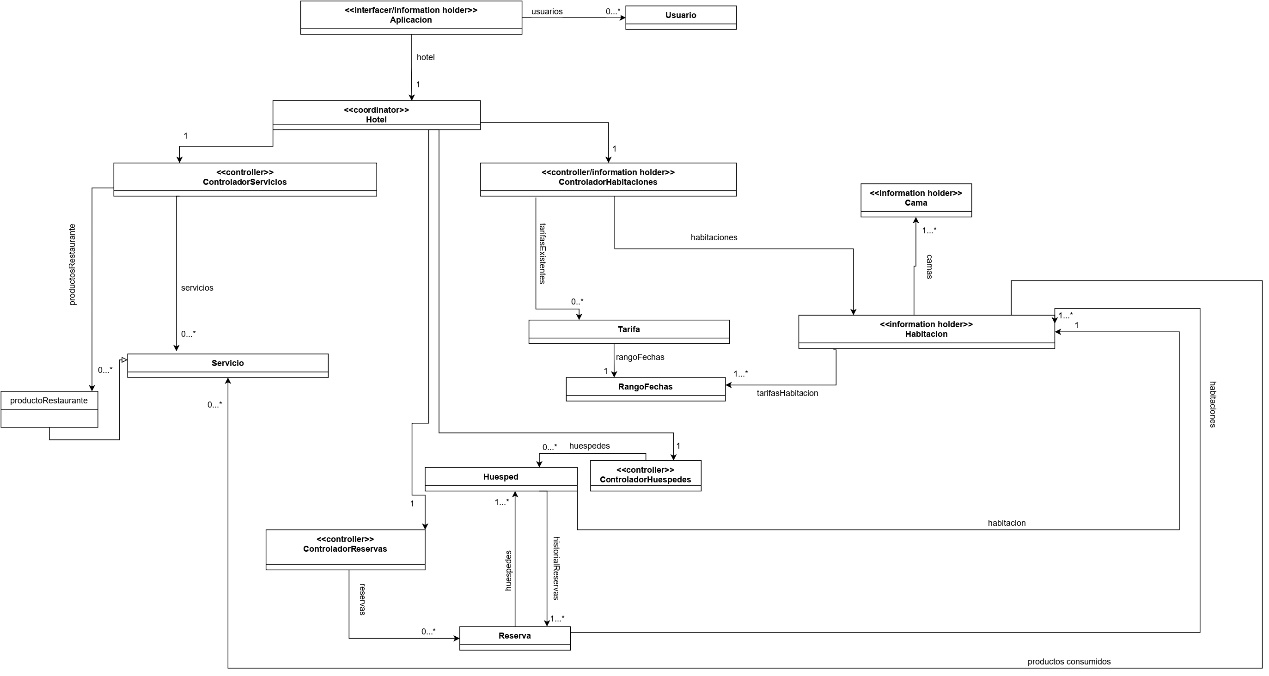 <<interfacer/information holder>>
Aplicacion
usuarios
0...*
Usuario
hotel
1
<<coordinator>>
Hotel
1
1
<<controller>>
ControladorServicios
<<controller/information holder>>
ControladorHabitaciones
<<information holder>>
Cama
1...*
camas
productosRestaurante
servicios
0...*
tarifasExistentes
0..*
habitaciones
Tarifa
rangoFechas
1
RangoFechas
1...*
tarifasHabitacion
<<information holder>>
Habitacion
1...*
1
habitaciones
Servicio
0...*
productoRestaurante
0...*
huespedes
0...*
1
Huesped
<<controller>>
ControladorHuespedes
1
1...*
habitacion
<<controller>>
ControladorReservas
huespedes
historialReservas
reservas
0...*
1...*
Reserva
productos consumidos